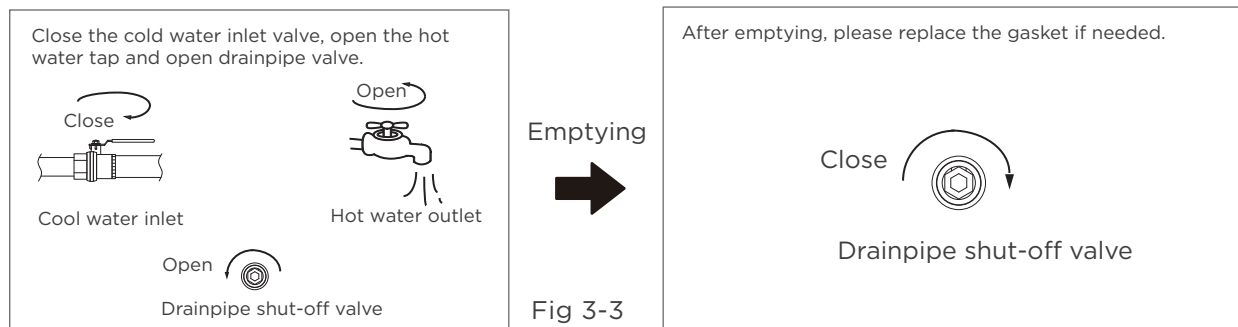 Close the cold water inlet valve, open the hot
water tap and open drainpipe valve.
Close
Open
Cool water inlet
Hot water outlet
Open
Drainpipe shut-off valve
Emptying
Fig 3-3
After emptying, please replace the gasket if needed.
Close
Drainpipe shut-off valve